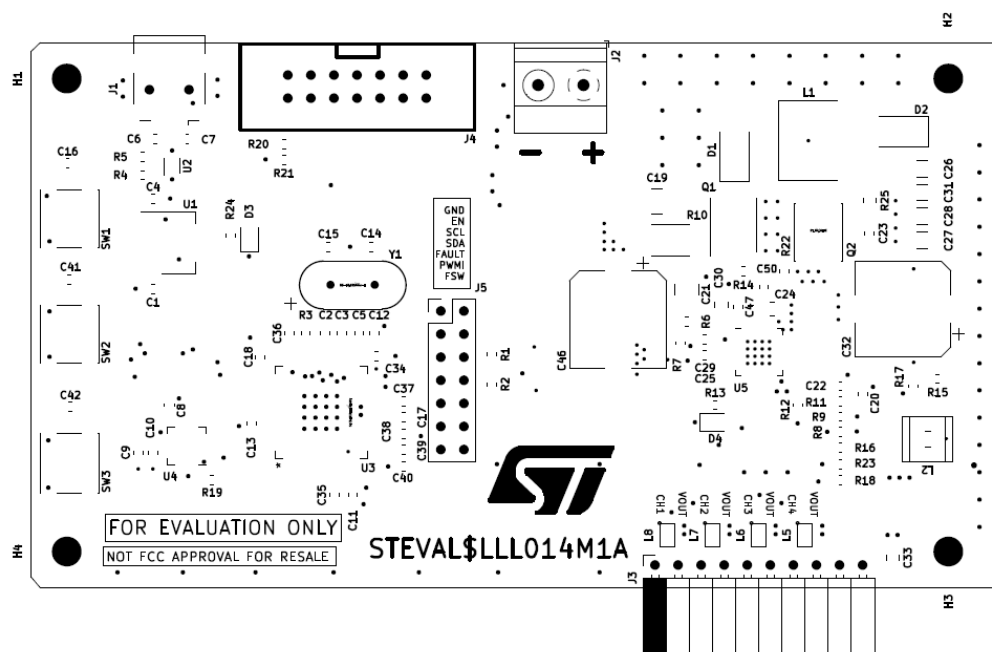 H2
H1
J1
J2
J4
L1
D2
C6
C7
R20
R21
C16
R5
R4
U2
C4
U1
D1
C19
Q1
C26
C31
C28
C27
R25
C23
R10
R22
Q2
SW1
R24
D3
C15
C14
Y1
GND
EN
SCL
SDA
FAULT
PWMI
FSW
J5
C41
C1
C30
R14
C50
C21
C47
C24
R6
C36
R3
C2
C3
C5
C12
SW2
C18
C34
R1
R2
C46
R7
C29
C25
U5
C32
R17
R15
C42
C8
C10
C13
C37
C17
C38
C39
C40
R13
D4
R12
C22
R11
R9
R8
C20
R16
R23
R18
L2
C9
U4
R19
*
U3
SW3
C35
C11
ST
CH1
VOUT
CH2
VOUT
CH3
VOUT
CH4
VOUT
L8
L7
L6
L5
FOR EVALUATION ONLY
NOT FCC APPROVAL FOR RESALE
STEVAL$LLL014M1A
H4
J3
C33
H3